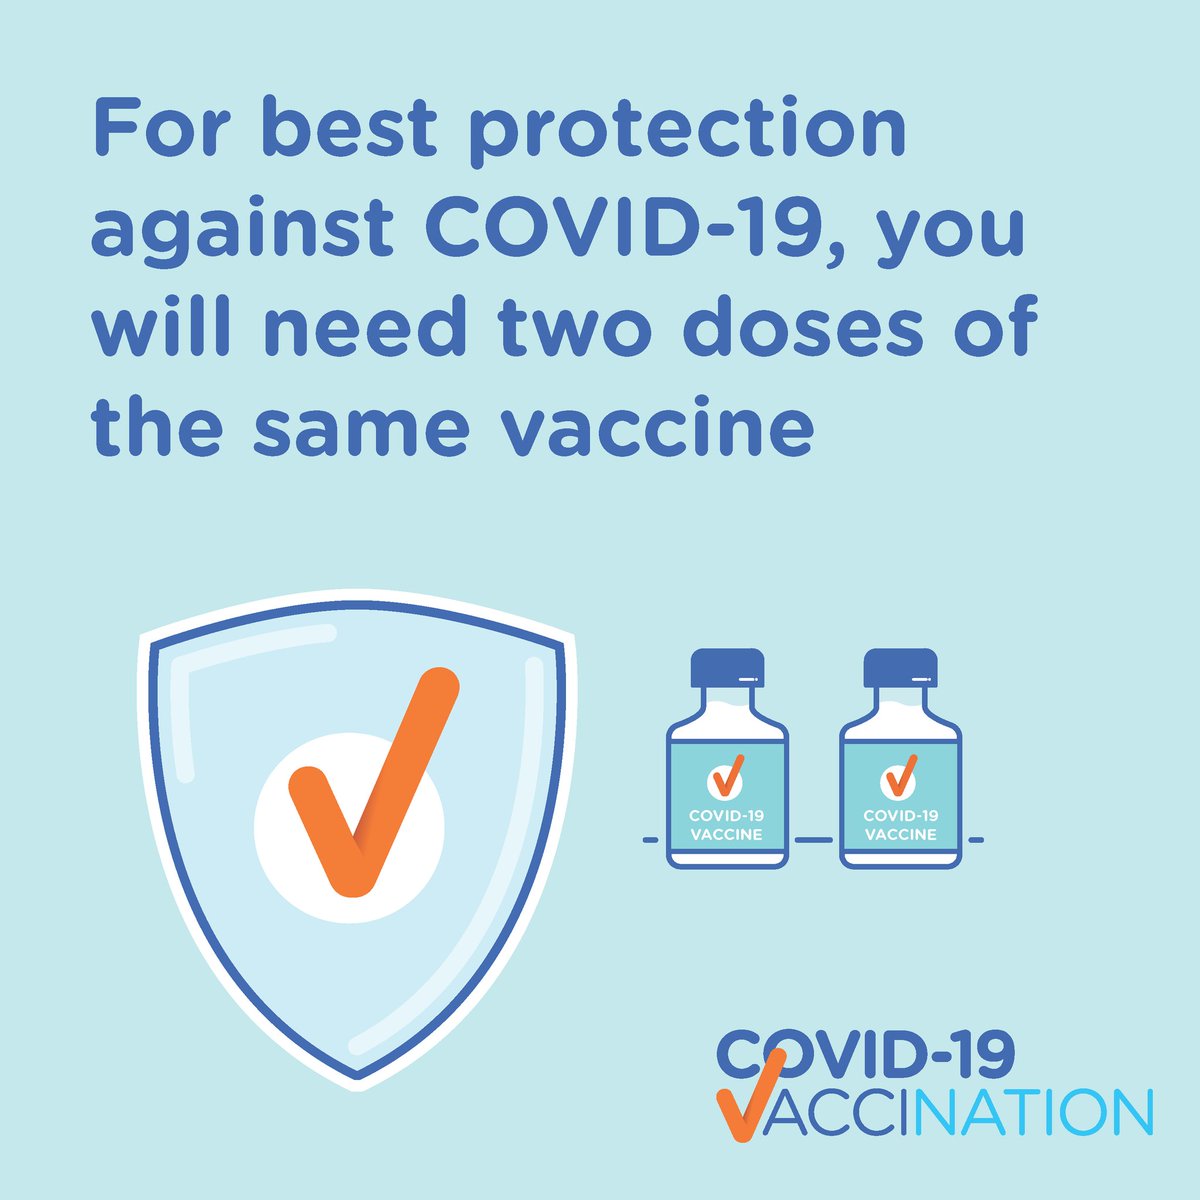 For best protection
against COVID-19, you
will need two doses of
the same vaccine
COVID-19
VACCINE
COVID-19
VACCINE
COVID-19
VACCINATION